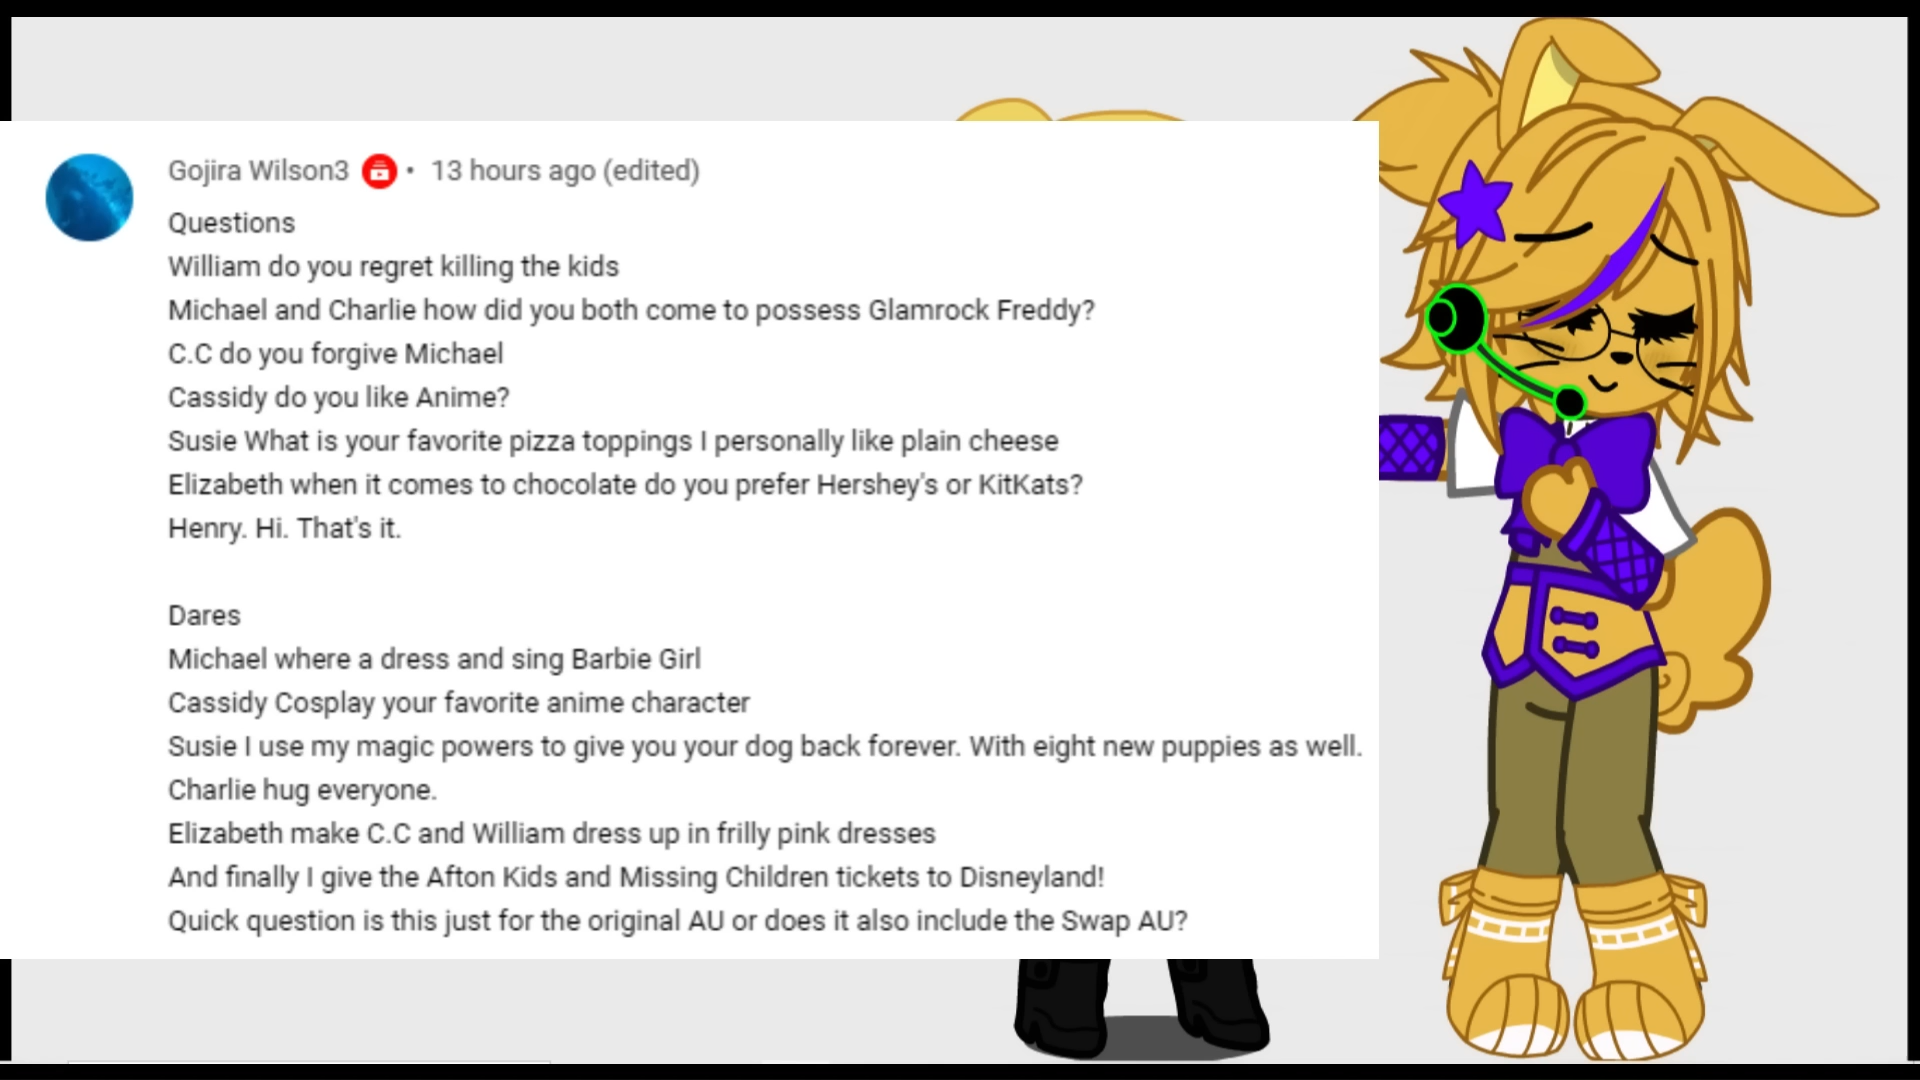 Gojira Wilson3 • 13 hours ago (edited)
Questions
William do you regret killing the kids
Michael and Charlie how did you both come to possess Glamrock Freddy?
C.C do you forgive Michael
Cassidy do you like Anime?
Susie What is your favorite pizza toppings I personally like plain cheese
Elizabeth when it comes to chocolate do you prefer Hershey's or KitKats?
Henry. Hi. That's it.
Dares
Michael where a dress and sing Barbie Girl
Cassidy Cosplay your favorite anime character
Susie I use my magic powers to give you your dog back forever. With eight new puppies as well.
Charlie hug everyone.
Elizabeth make C.C and William dress up in frilly pink dresses
And finally I give the Afton Kids and Missing Children tickets to Disneyland!
Quick question is this just for the original AU or does it also include the Swap AU?